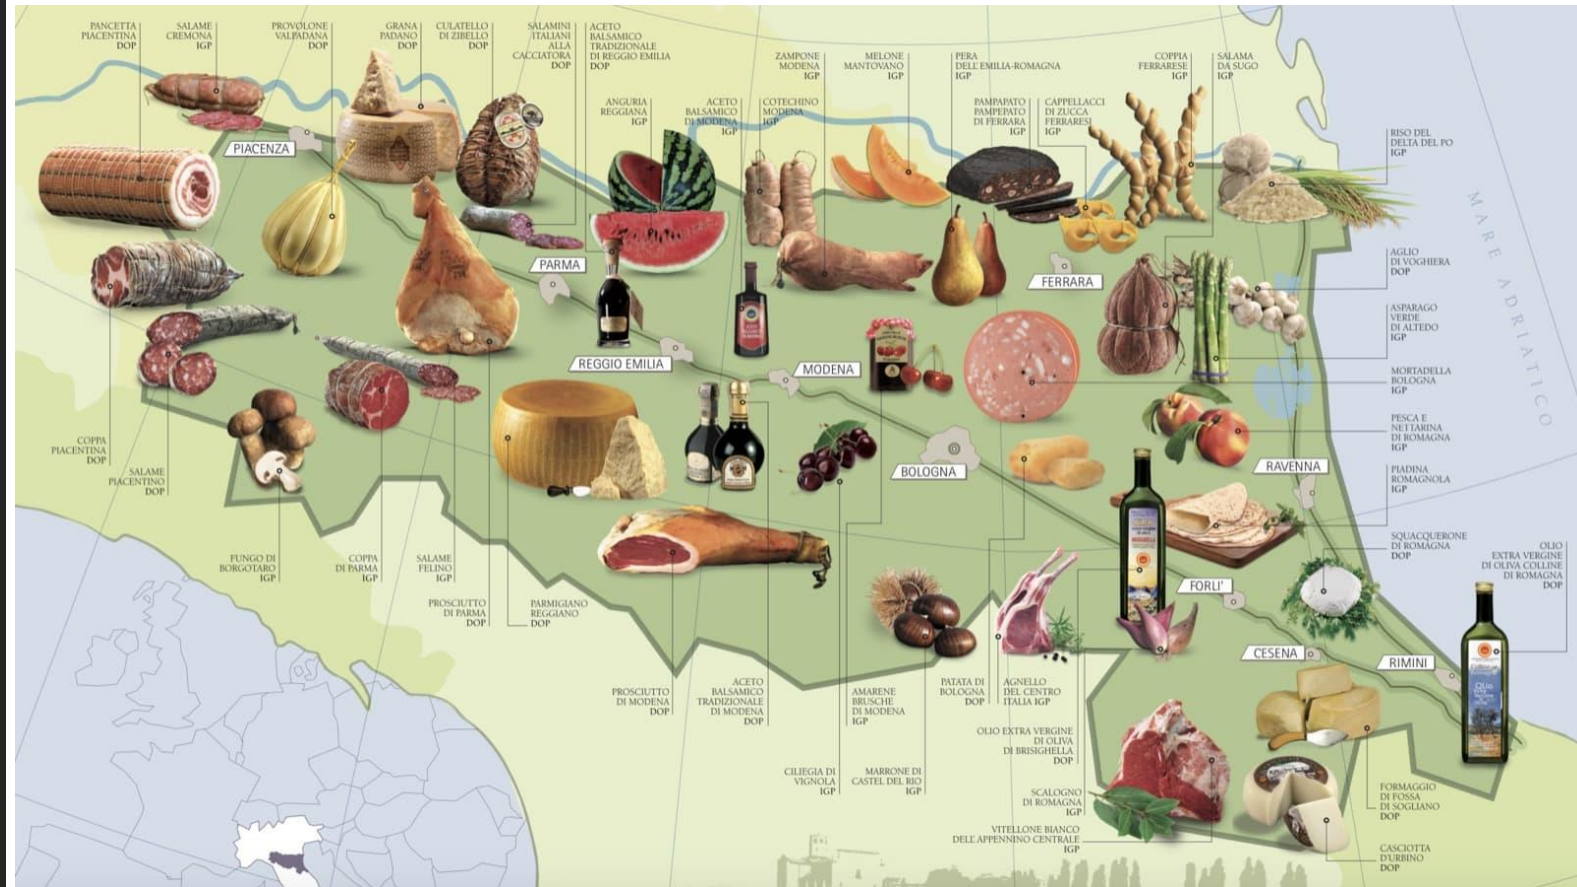 PANCETTA
PIACENTINA
DOP
SALAME
CREMONA
IGP
PROVOLONE
VALPADANA
DOP
GRANA
PADANO
DOP
CULATELLO
DI ZIBELLO
DOP
SALAMINI
ITALIANI
ALLA
CACCIATORA
DOP
ACETO
BALSAMICO
TRADIZIONALE
DI REGGIO EMILIA
DOP
ANGURIA
REGGIANA
IGP
ACETO
BALSAMICO
DI MODENA
IGP
ZAMPONE
MODENA
IGP
COTECHINO
MODENA
IGP
MELONE
MANTOVANO
IGP
PERA
DELL'EMILIA-ROMAGNA
IGP
PAMPAPATO
PAMPEPATO
DI FERRARA
IGP
CAPPELLACCI
DI ZUCCA
FERRARESI
IGP
COPPIA
FERRARESE
IGP
SALAMA
DA SUGO
IGP
RISO DEL
DELTA DEL PO
IGP
MARE ADRIATICO
AGLIO
DI VOGHIERA
DOP
ASPARAGO
VERDE
DI ALTEDO
IGP
MORTADELLA
BOLOGNA
IGP
PESCA E
NETTARINA
DI ROMAGNA
IGP
PIADINA
ROMAGNOLA
IGP
SQUACQUERONE
DI ROMAGNA
DOP
OLIO
EXTRA VERGINE
DI OLIVA COLLINE
DI ROMAGNA
DOP
PIACENZA
PARMA
REGGIO EMILIA
MODENA
BOLOGNA
FERRARA
RAVENNA
FORLI'
CESENA
RIMINI
COPPA
PIACENTINA
DOP
SALAME
PIACENTINO
DOP
FUNGO DI
BORGOTARO
IGP
COPPA
DI PARMA
IGP
SALAME
FELINO
IGP
PROSCIUTTO
DI PARMA
DOP
PARMIGIANO
REGGIANO
DOP
PROSCIUTTO
DI MODENA
DOP
ACETO
BALSAMICO
TRADIZIONALE
DI MODENA
DOP
CILIEGIA DI
VIGNOLA
IGP
AMARENE
BRUSCHE
DI MODENA
IGP
MARRONE DI
CASTEL DEL RIO
IGP
PATATA DI
BOLOGNA
DOP
AGNELLO
DEL CENTRO
ITALIA IGP
OLIO EXTRA VERGINE
DI OLIVA
DI BRISIGHELLA
DOP
SCALOGNO
DI ROMAGNA
IGP
VITELLONE BIANCO
DELL'APPENNINO CENTRALE
IGP
FORMAGGIO
DI FOSSA
DI SOGLIANO
DOP
CASCIOTTA
D'URBINO
DOP